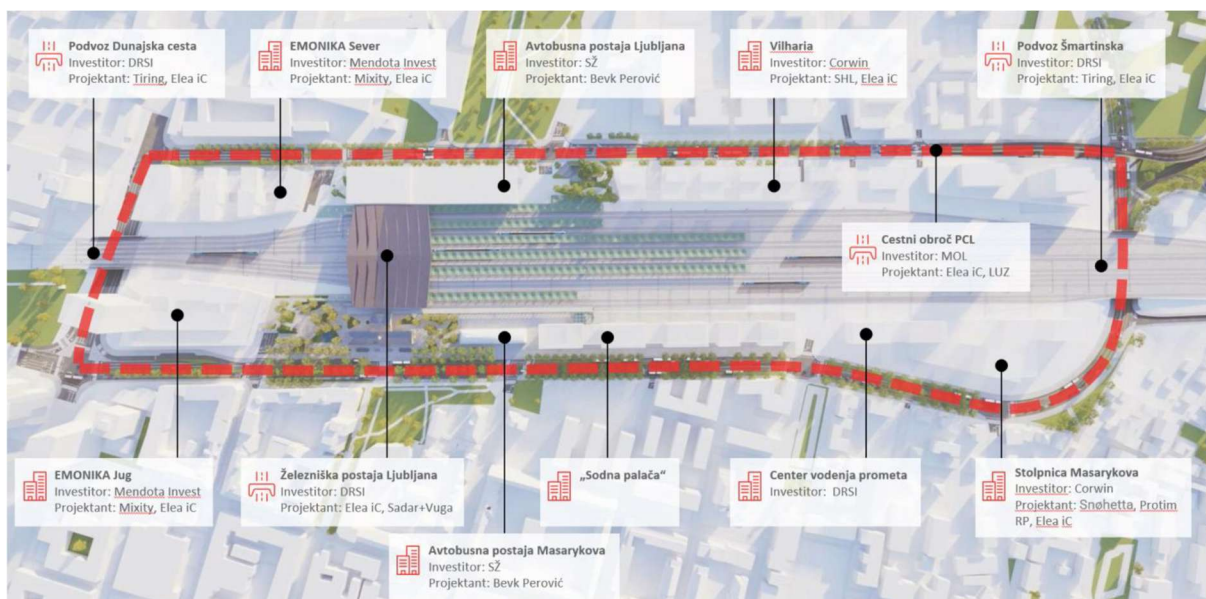 Podvoz Dunajska cesta
Investitor: DRSI
Projektant: Tiring, Elea iC
EMONIKA Sever
Investitor: Mendota Invest
Projektant: Mixity, Elea iC
Avtobusna postaja Ljubljana
Investitor: SŽ
Projektant: Bevk Perović
Vilharia
Investitor: Corwin
Projektant: SHL, Elea iC
Podvoz Šmartinska
Investitor: DRSI
Projektant: Tiring, Elea iC
Cestni obroč PCL
Investitor: MOL
Projektant: Elea iC, LUZ
EMONIKA Jug
Investitor: Mendota Invest
Projektant: Mixity, Elea iC
Železniška postaja Ljubljana
Investitor: DRSI
Projektant: Elea iC, Sadar+Vuga
Avtobusna postaja Masarykova
Investitor: SŽ
Projektant: Bevk Perović
„Sodna palača“
Center vodenja prometa
Investitor: DRSI
Stolpnica Masarykova
Investitor: Corwin
Projektant: Snøhetta, Protim
RP, Elea iC